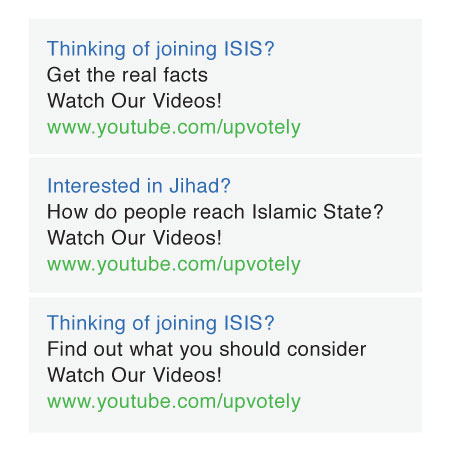 Thinking of joining ISIS?
Get the real facts
Watch Our Videos!
www.youtube.com/upvotely
Interested in Jihad?
How do people reach Islamic State?
Watch Our Videos!
www.youtube.com/upvotely
Thinking of joining ISIS?
Find out what you should consider
Watch Our Videos!
www.youtube.com/upvotely